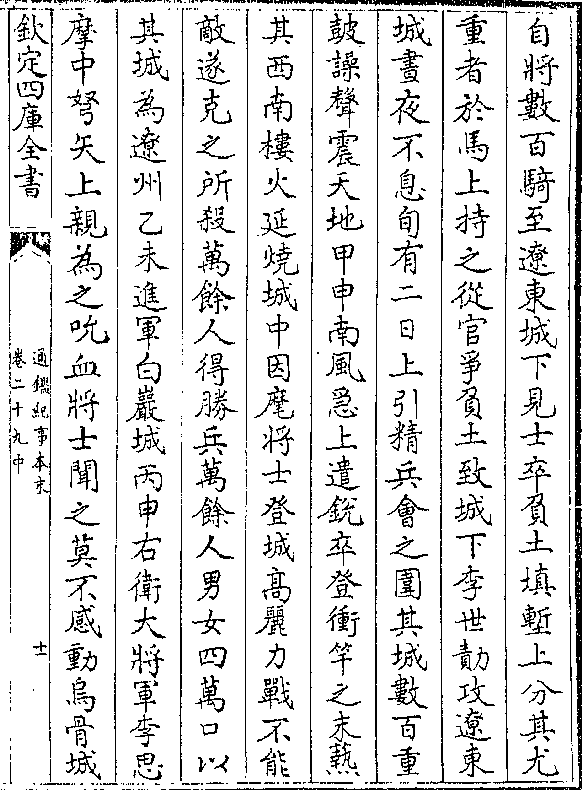 自將數百騎至遼東城下見士卒負土填塹上分其尤
重者於馬上持之從官爭負土致城下李世勣攻遼東
城晝夜不息旬有二日上引精兵會之圍其城數百重
鼓譟聲震天地甲申南風急上遣銳卒登衝竿之末爇
其西南樓火延燒城中因麾將士登城高麗力戰不能
敵遂克之所殺萬餘人得勝兵萬餘人男女四萬口以
其城為遼州乙未進軍白巖城丙申右衛大將軍李思
摩中弩矢上親為之吮血將士聞之莫不感動烏骨城
欽定四庫全書
通鑑紀事本末
卷二十九中
十一